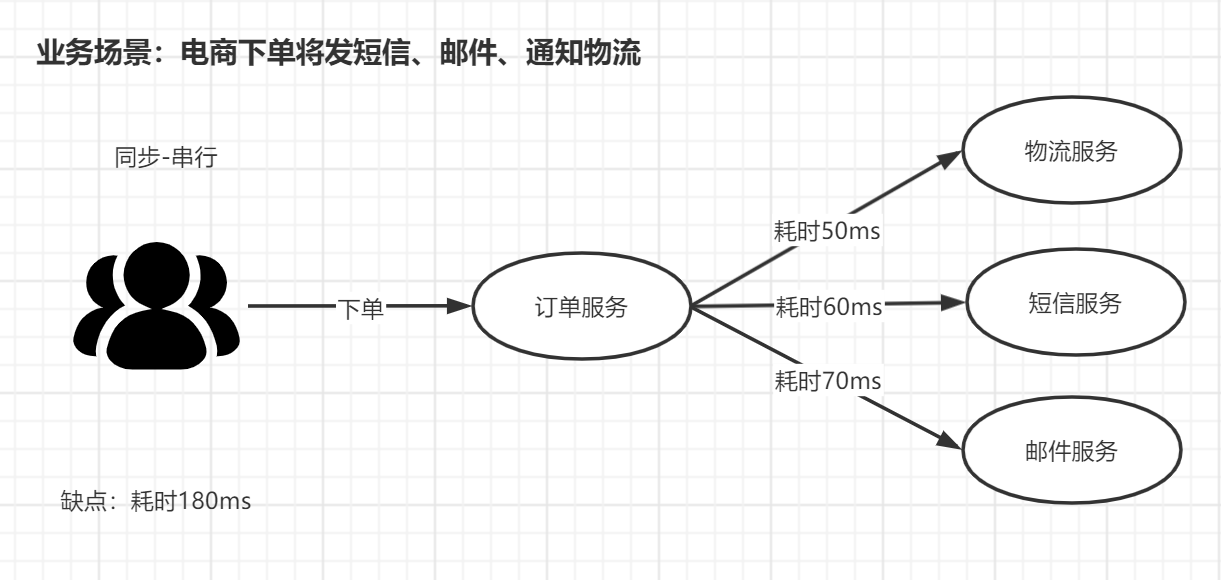 业务场景：电商下单将发短信、邮件、通知物流
同步-串行
物流服务
耗时50ms
下单
订单服务
耗时60ms
短信服务
耗时70ms
邮件服务
缺点：耗时180ms